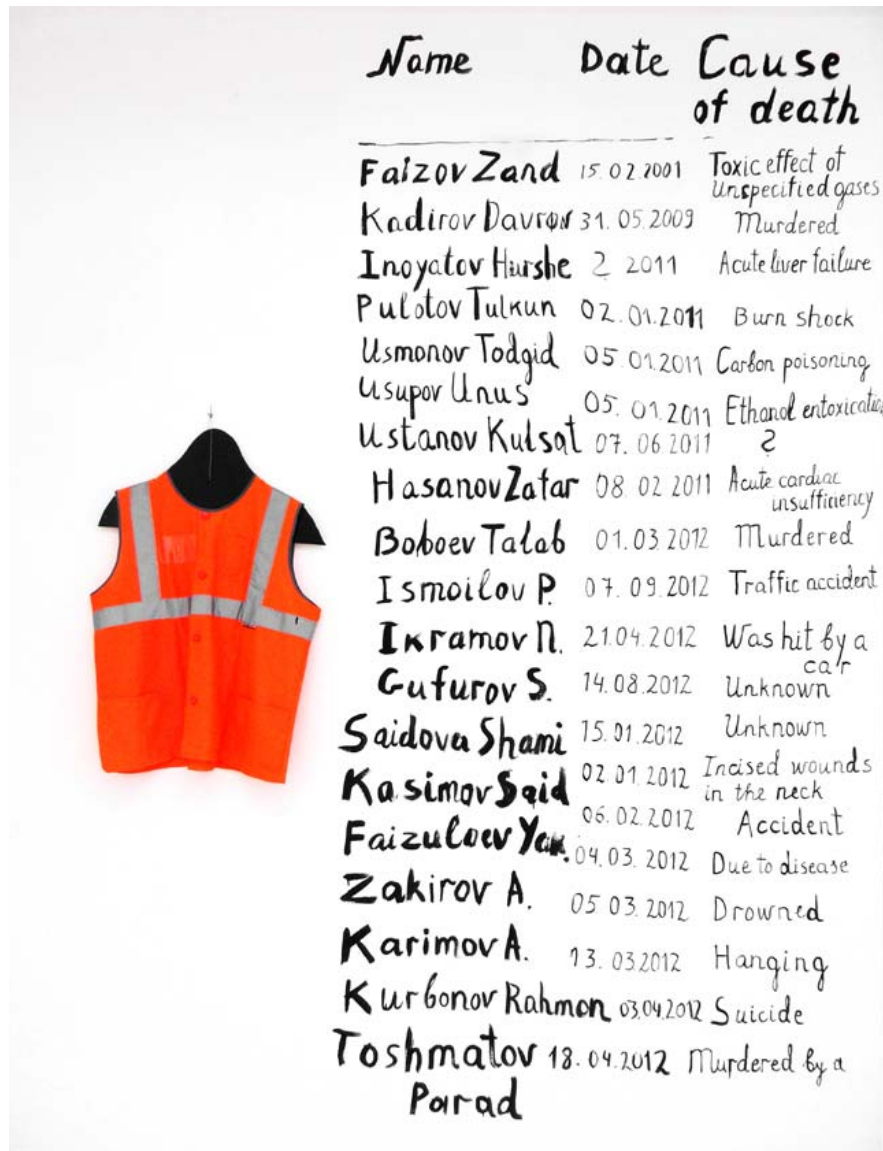 Name Date Cause
of death
Faizov Zand 15.02.2001 Toxic effect of
Unspecified gases
Kadirov Davron 31.05.2009 Murdered
Inoyatov Hurshe ? 2011 Acute liver failure
Pulotov Tulkun 02.01.2011 Burn shock
Usmonov Todgid 05.01.2011 Carbon poisoning
Usupov Unus 05.01.2011 Ethanol entoxicatio
Ustanov Kulsat 07.06.2011 ?
Hasanov Zafar 08 02 2011 Acute cardiac
insufficiency
Boboev Talab 01.03.2012 Murdered
Ismoilov P. 07.09.2012 Traffic accident
Ikramov N. 21.04.2012 Was hit by a
car
Gufurov S. 14.08.2012 Unknown
Saidova Shami 15.01.2012 Unknown
Kasimov Said 02.01.2012 Incised wounds
in the neck
Faizuloev 06.02.2012 Accident
04.03.2012 Due to disease
Zakirov A. 05 03.2012 Drowned
Karimov A. 13.03.2012 Hanging
Kurbonov Rahmon 03.04.2012 Suicide
Toshmatov 18.04.2012 Murdered by a
Parad